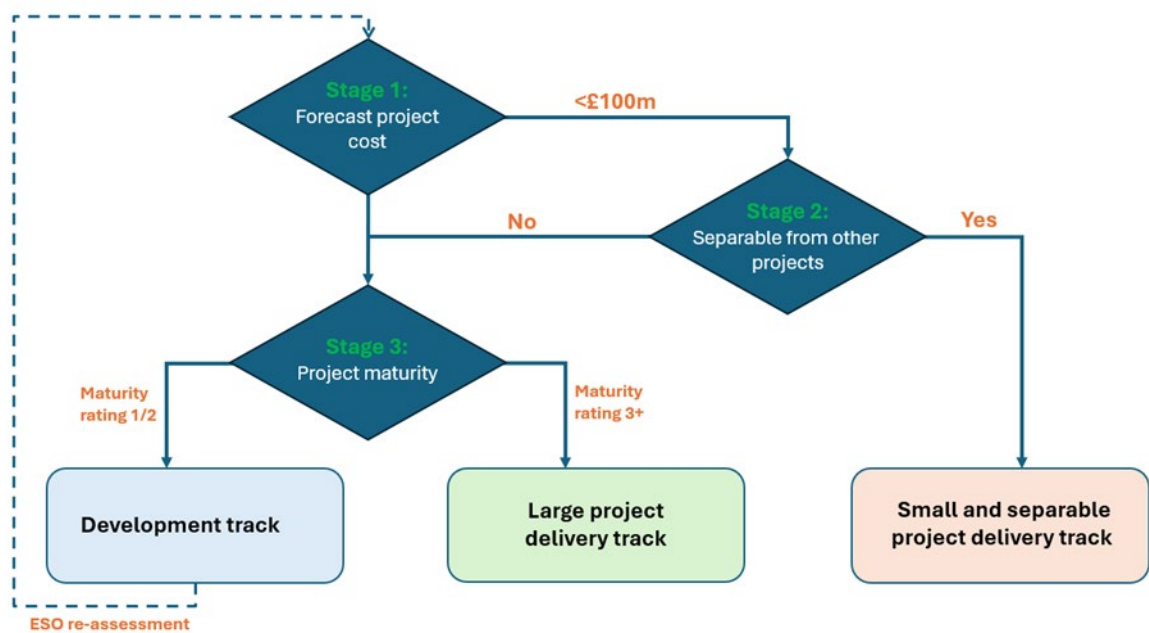 Stage 1:
Forecast project
cost
<£100m
Stage 2:
Separable from other
projects
No
Yes
Stage 3:
Project maturity
Maturity
rating 1/2
Maturity
rating 3+
Development track
Large project
delivery track
Small and separable
project delivery track
ESO re-assessment